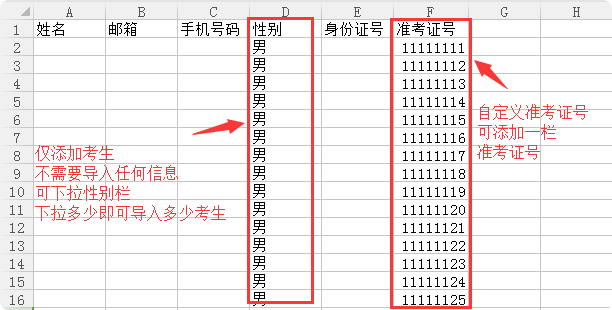 A B C D E F G H
1 姓名 邮箱 手机号码 性别 身份证号 准考证号
2 男 11111111
3 男 11111112
4 男 11111113
5 男 11111114
6 男 11111115
7 男 11111116
8 男 11111117
9 男 11111118
10 男 11111119
11 男 11111120
12 男 11111121
13 男 11111122
14 男 11111123
15 男 11111124
16 男 11111125
仅添加考生
不需要导入任何信息
可下拉性别栏
下拉多少即可导入多少考生
自定义准考证号
可添加一栏
准考证号